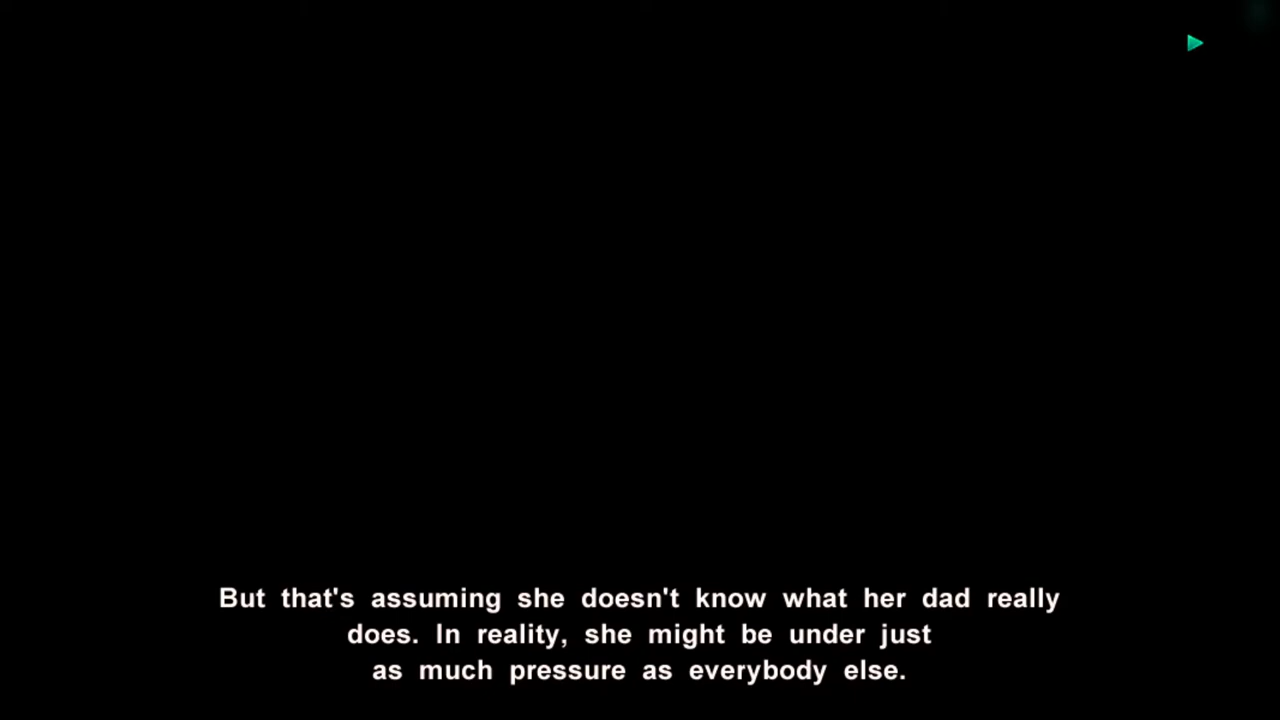 But that's assuming she doesn't know what her dad really
does. In reality, she might be under just
as much pressure as everybody else.